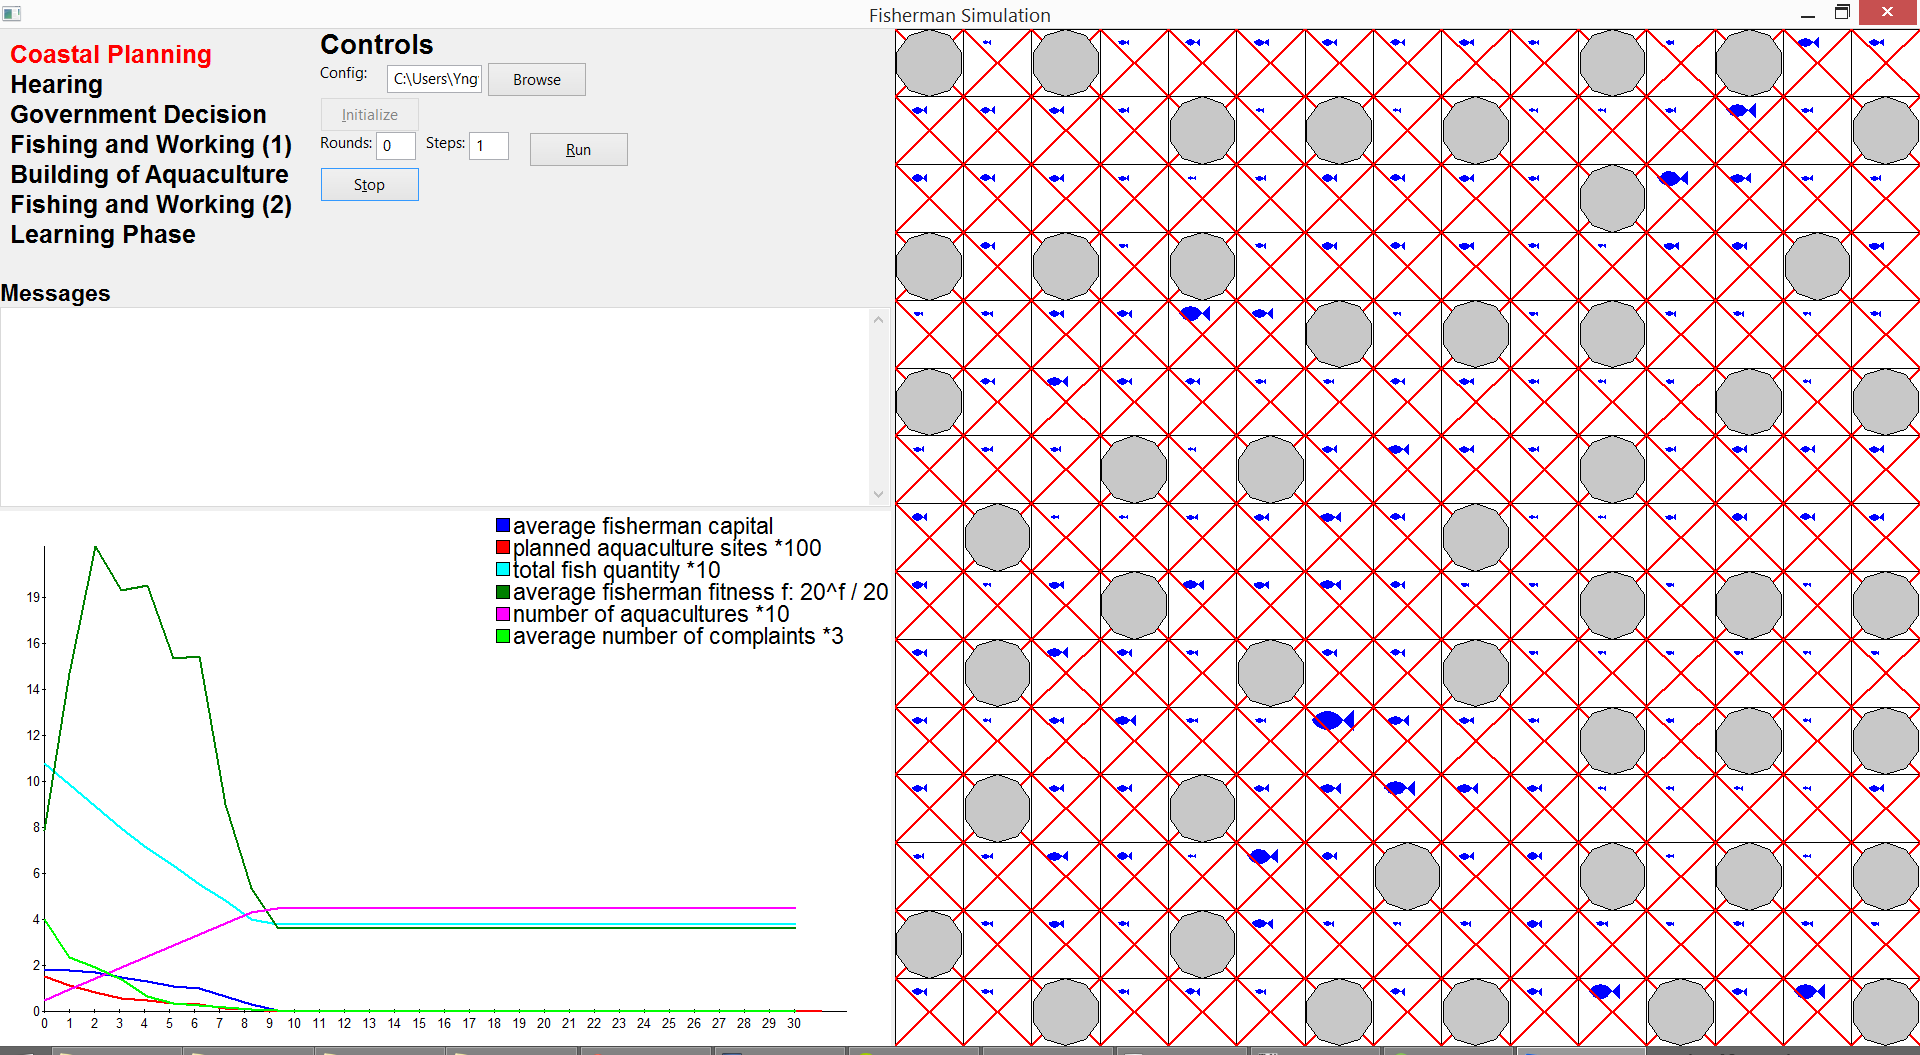 Fisherman Simulation
Coastal Planning
Hearing
Government Decision
Fishing and Working (1)
Building of Aquaculture
Fishing and Working (2)
Learning Phase
Controls
Config: C:\Users\Yng Browse
Initialize
Rounds: 0 Steps: 1 Run
Stop
Messages
average fisherman capital
planned aquaculture sites *100
total fish quantity *10
average fisherman fitness f: 20^f / 20
number of aquacultures *10
average number of complaints *3
19
16
14
12
10
8
6
4
2
0
0 1 2 3 4 5 6 7 8 9 10 11 12 13 14 15 16 17 18 19 20 21 22 23 24 25 26 27 28 29 30